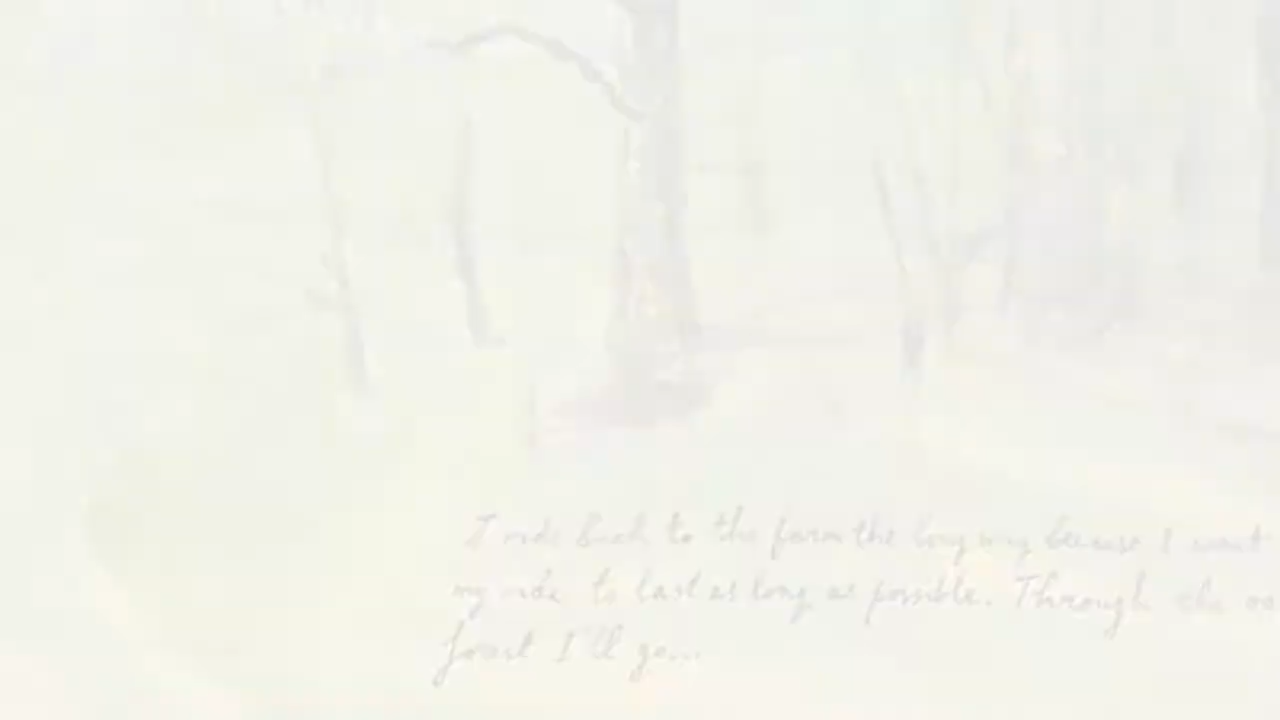 I ride back to the farm the long way because I want
my ride to last as long as possible. Through the
forest I'll go...